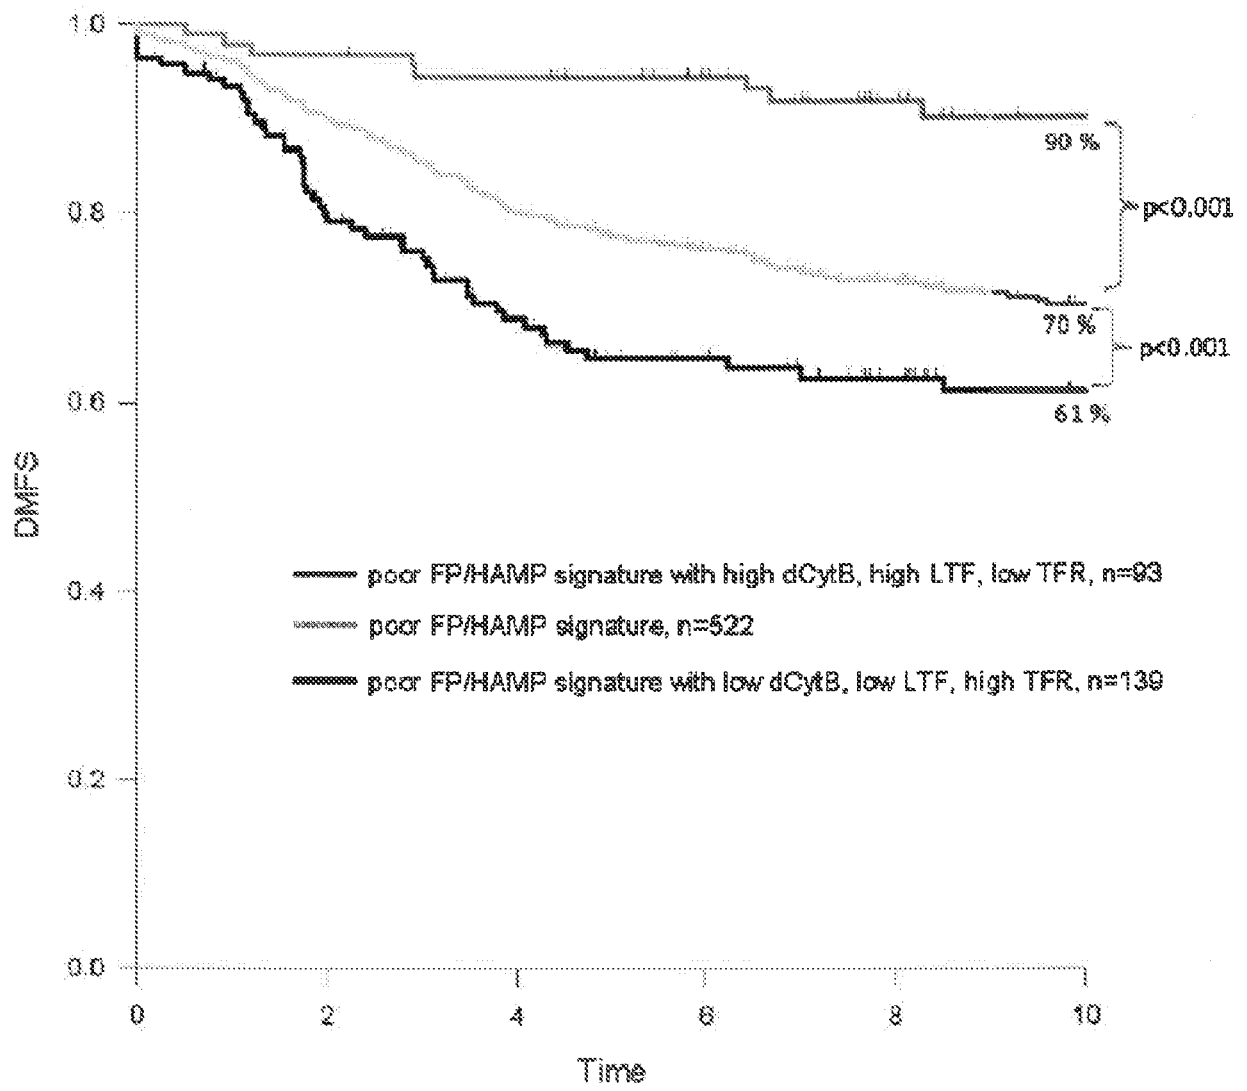 1.0
90 %
p<0.001
0.8
70 %
p<0.001
0.6
61 %
DMFS
poor FP/HAMP signature with high dCytB, high LTF, low TFR, n=93
0.4
poor FP/HAMP signature, n=522
poor FP/HAMP signature with low dCytB, low LTF, high TFR, n=139
0.2
0.0
0 2 4 6 8 10
Time